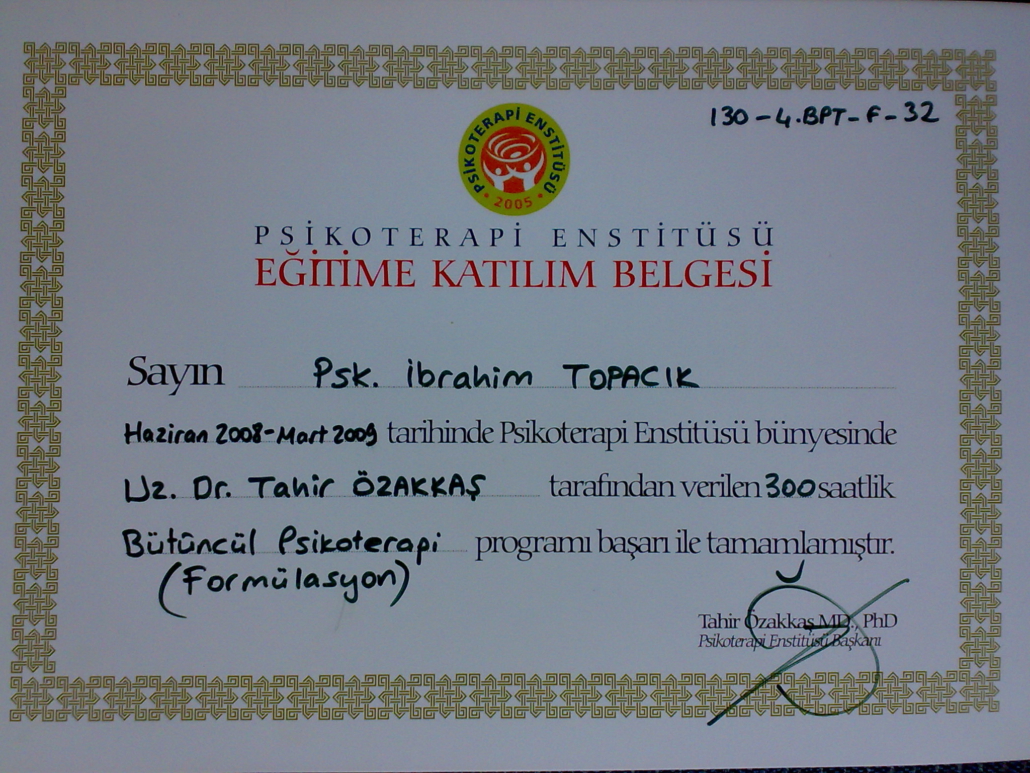 130-4.BPT-F-32
PSİKOTERAPİ ENSTİTÜSÜ
2005
PSİKOTERAPİ ENSTİTÜSÜ
EĞİTİME KATILIM BELGESİ
Sayın Psk. İbrahim TOPACIK
Haziran 2008-Mart 2009 tarihinde Psikoterapi Enstitüsü bünyesinde
Uz. Dr. Tahir ÖZAKKAŞ tarafından verilen 300 saatlik
Bütüncül Psikoterapi programı başarı ile tamamlamıştır.
(Formülasyon)
Tahir Özakkaş MD., PhD
Psikoterapi Enstitüsü Başkanı